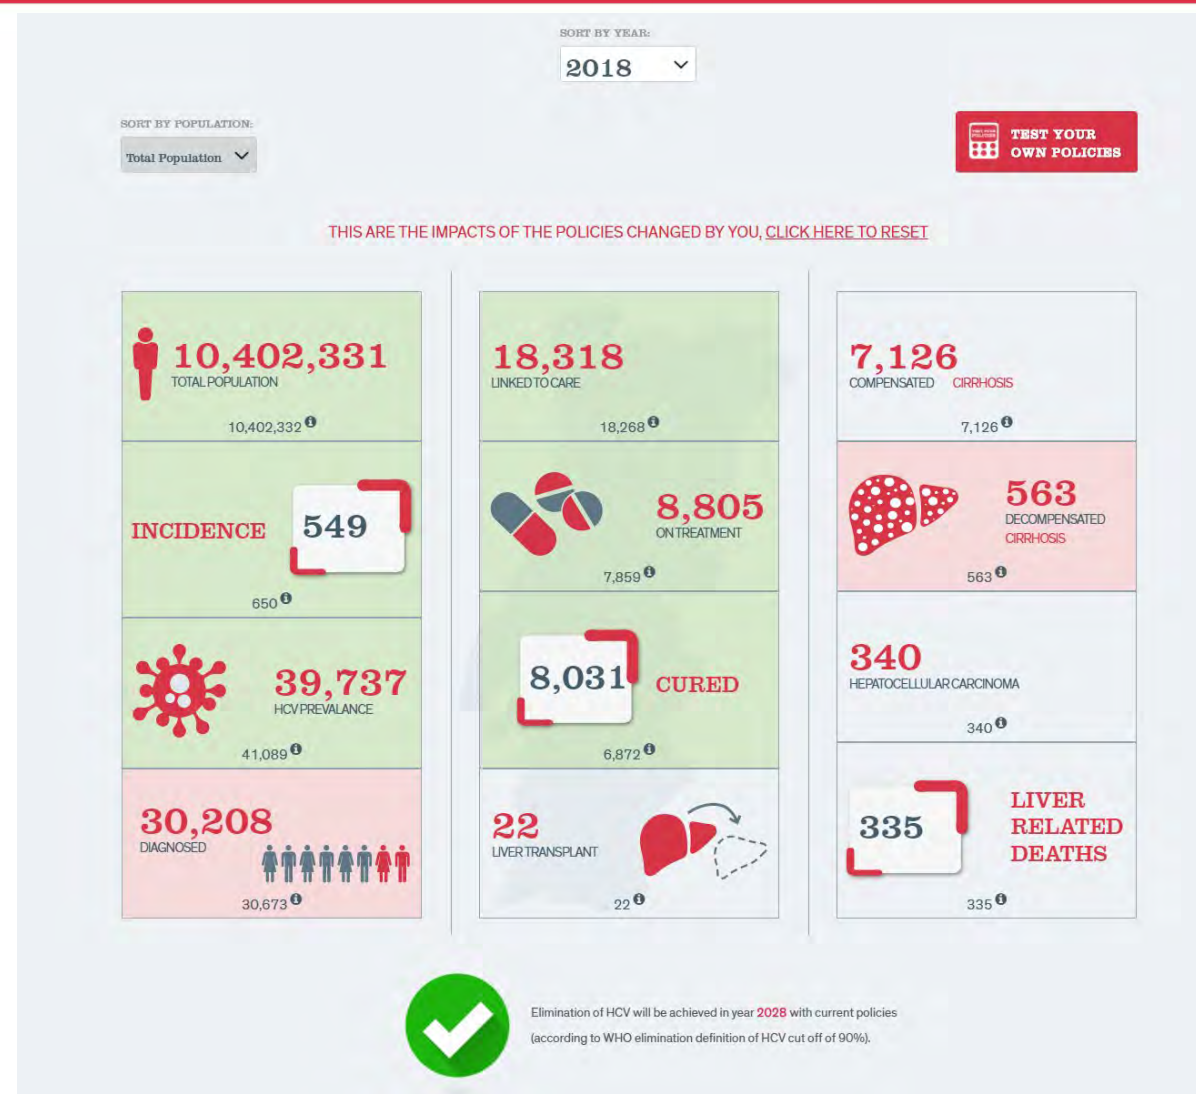 SORT BY YEAR:
2018
SORT BY POPULATION:
Total Population
TEST YOUR
OWN POLICIES
THIS ARE THE IMPACTS OF THE POLICIES CHANGED BY YOU, CLICK HERE TO RESET
10,402,331
TOTAL POPULATION
10,402,332
INCIDENCE
549
650
39,737
HCV PREVALANCE
41,089
30,208
DIAGNOSED
30,673
18,318
LINKED TO CARE
18,268
8,805
ON TREATMENT
7,859
8,031
CURED
6,872
22
LIVER TRANSPLANT
22
7,126
COMPENSATED CIRRHOSIS
7,126
563
DECOMPENSATED
CIRRHOSIS
563
340
HEPATOCELLULAR CARCINOMA
340
335
LIVER
RELATED
DEATHS
335
Elimination of HCV will be achieved in year 2028 with current policies
(according to WHO elimination definition of HCV cut off of 90%).